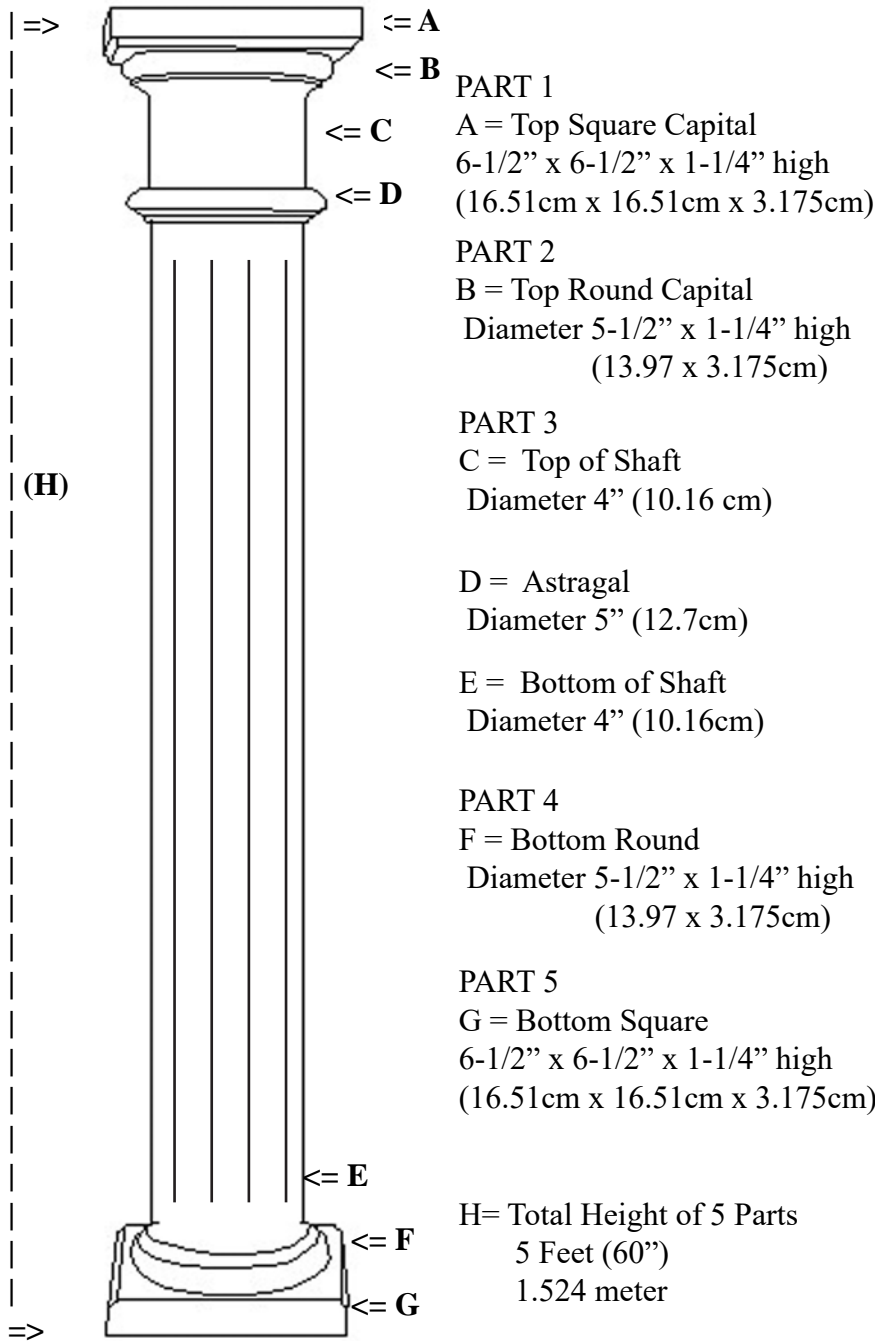 =>
<= A
<= B
<= C
<= D
(H)
<= E
<= F
<= G
=>
PART 1
A = Top Square Capital
6-1/2” x 6-1/2” x 1-1/4” high
(16.51cm x 16.51cm x 3.175cm)
PART 2
B = Top Round Capital
Diameter 5-1/2” x 1-1/4” high
(13.97 x 3.175cm)
PART 3
C = Top of Shaft
Diameter 4” (10.16 cm)
D = Astragal
Diameter 5” (12.7cm)
E = Bottom of Shaft
Diameter 4” (10.16cm)
PART 4
F = Bottom Round
Diameter 5-1/2” x 1-1/4” high
(13.97 x 3.175cm)
PART 5
G = Bottom Square
6-1/2” x 6-1/2” x 1-1/4” high
(16.51cm x 16.51cm x 3.175cm)
H= Total Height of 5 Parts
5 Feet (60”)
1.524 meter